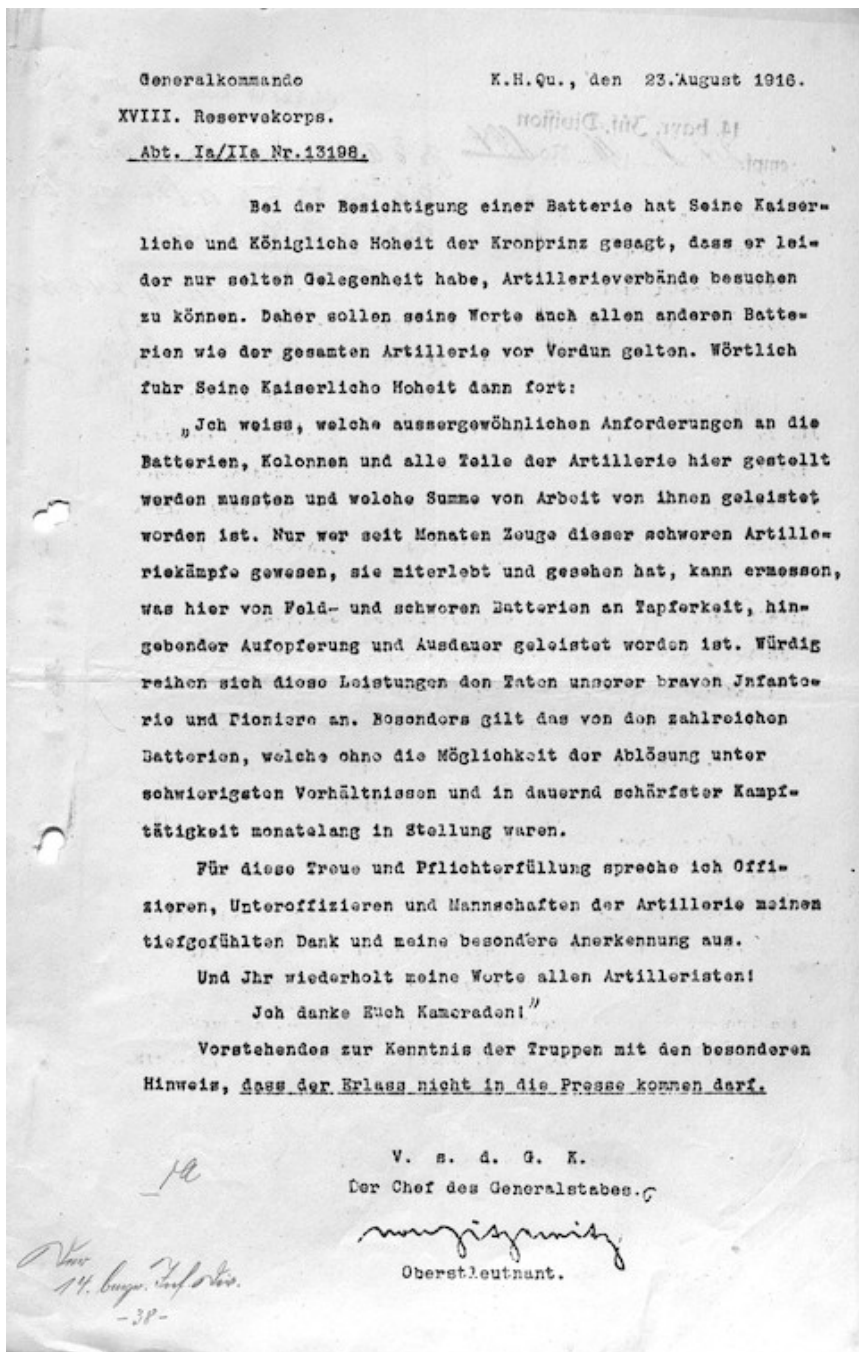 Generalkommando K.H.Qu., den 23.August 1916.
XVIII. Reservekorps.
Abt. Ia/IIa Nr.13198.
14. bayr. Inf. Division
Bei der Besichtigung einer Batterie hat Seine Kaiser-
liche und Königliche Hoheit der Kronprinz gesagt, dass er lei-
der nur selten Gelegenheit habe, Artillerieverbände besuchen
zu können. Daher sollen seine Worte auch allen anderen Batte-
rien wie der gesamten Artillerie vor Verdun gelten. Wörtlich
fuhr Seine Kaiserliche Hoheit dann fort:
„Jch weiss, welche aussergewöhnlichen Anforderungen an die
Batterien, Kolonnen und alle Teile der Artillerie hier gestellt
werden mussten und welche Summe von Arbeit von ihnen geleistet
worden ist. Nur wer seit Monaten Zeuge dieser schweren Artille-
riekämpfe gewesen, sie miterlebt und gesehen hat, kann ermessen,
was hier von Feld- und schweren Batterien an Tapferkeit, hin-
gebender Aufopferung und Ausdauer geleistet worden ist. Würdig
reihen sich diese Leistungen den Taten unserer braven Jnfante-
rie und Pioniere an. Besonders gilt das von den zahlreichen
Batterien, welche ohne die Möglichkeit der Ablösung unter
schwierigsten Verhältnissen und in dauernd schärfster Kampf-
tätigkeit monatelang in Stellung waren.
Für diese Treue und Pflichterfüllung spreche ich Offi-
zieren, Unteroffizieren und Mannschaften der Artillerie meinen
tiefgefühlten Dank und meine besondere Anerkennung aus.
Und Jhr wiederholt meine Worte allen Artilleristen!
Jch danke Euch Kameraden!"
Vorstehendes zur Kenntnis der Truppen mit den besonderen
Hinweis, dass der Erlass nicht in die Presse kommen darf.
V. s. d. G. K.
Der Chef des Generalstabes.
von Zitzewitz
Oberstleutnant.
Ia
Der
14. bayr. Inf. Div.
-38-